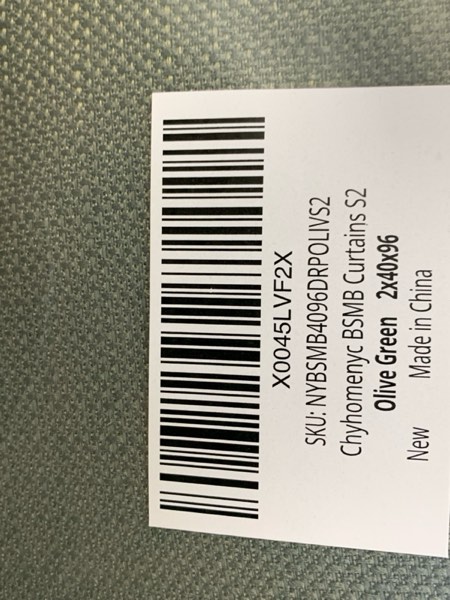 X0045LVF2X
SKU: NYBSMB4096DRPOLIVS2
Chyhomenyc BSMB Curtains S2
Olive Green 2x40x96
New Made in China